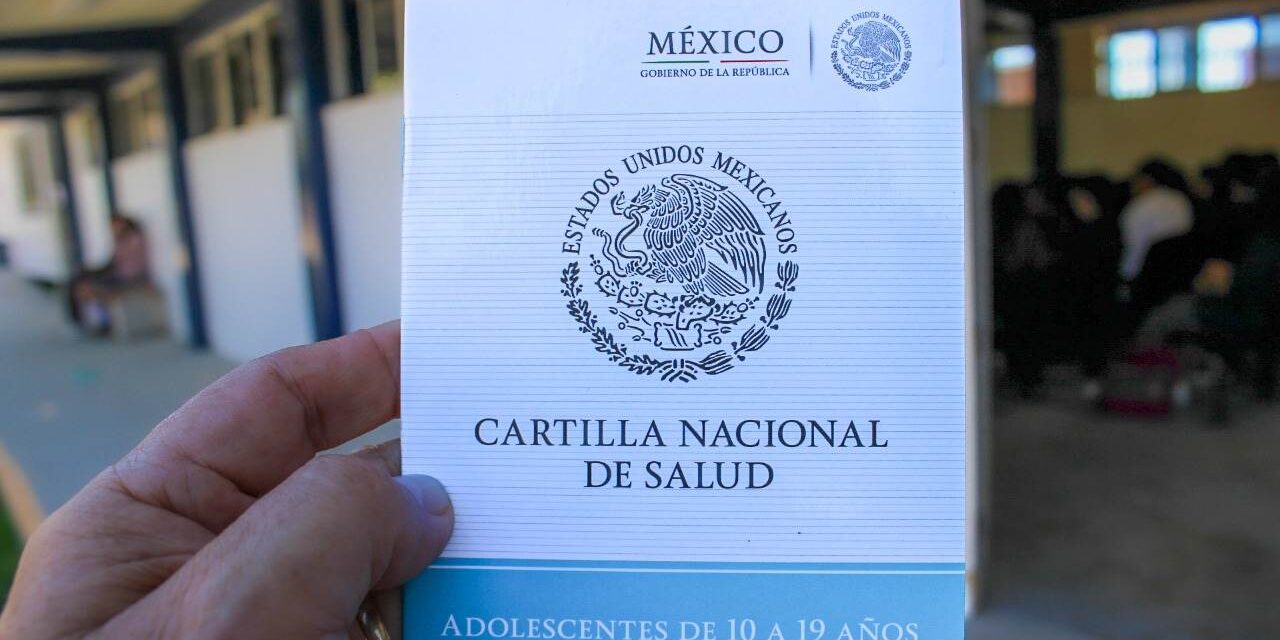 MÉXICO
GOBIERNO DE LA REPÚBLICA
ESTADOS UNIDOS MEXICANOS
ESTADOS UNIDOS MEXICANOS
CARTILLA NACIONAL
DE SALUD
ADOLESCENTES DE 10 A 19 AÑOS